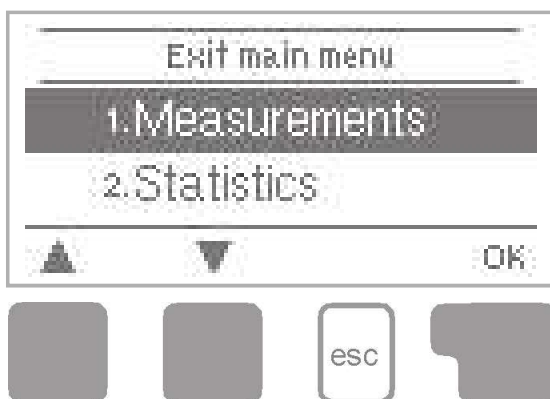 Exit main menu
1.Measurements
2.Statistics
OK
esc